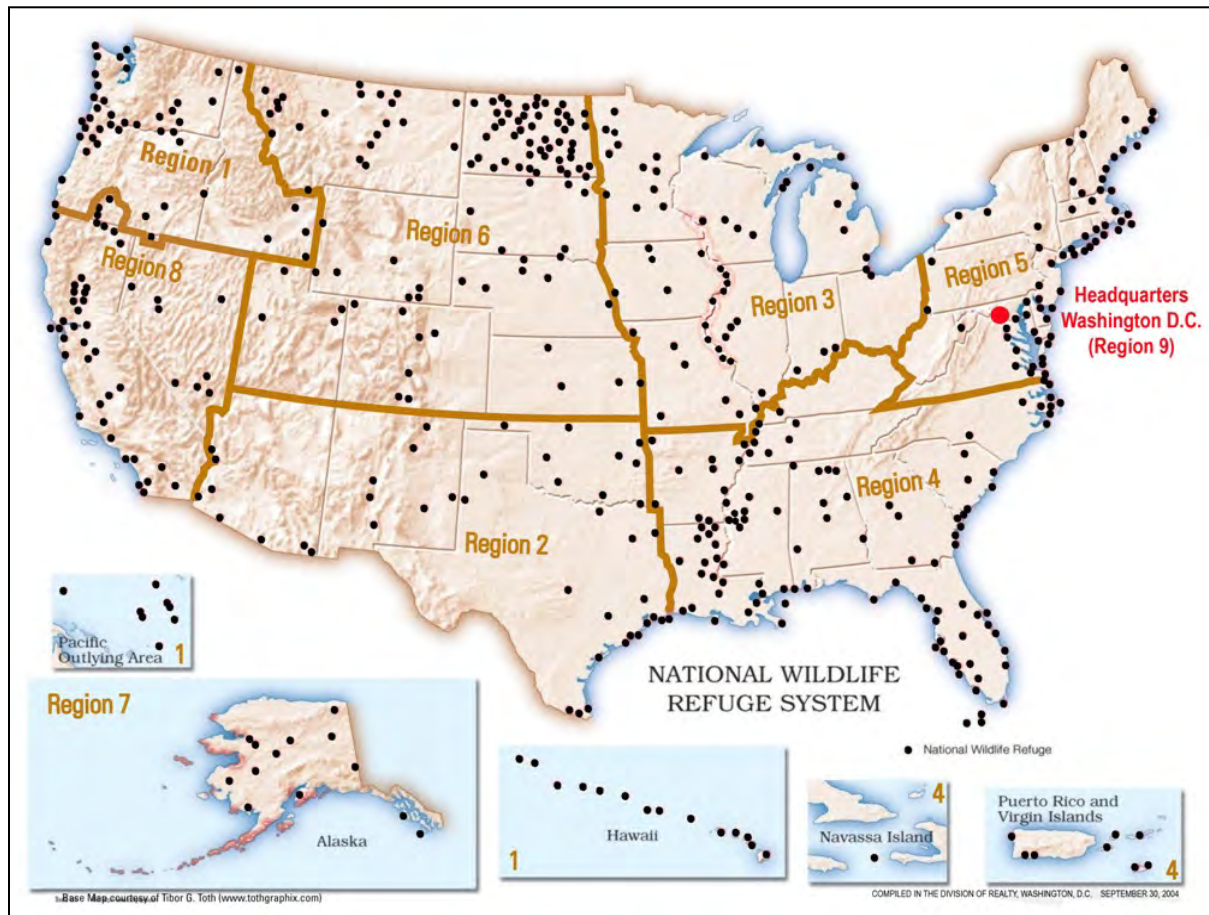 Region 1
Region 8
Region 6
Region 3
Region 5
Headquarters
Washington D.C.
(Region 9)
Region 2
Region 4
Pacific
Outlying Area
1
NATIONAL WILDLIFE
REFUGE SYSTEM
National Wildlife Refuge
Region 7
Alaska
Hawaii
1
4
Navassa Island
Puerto Rico and
Virgin Islands
4
Base Map courtesy of Tibor G. Toth (www.tothgraphix.com)
COMPILED IN THE DIVISION OF REALTY, WASHINGTON, D.C. SEPTEMBER 30, 2004